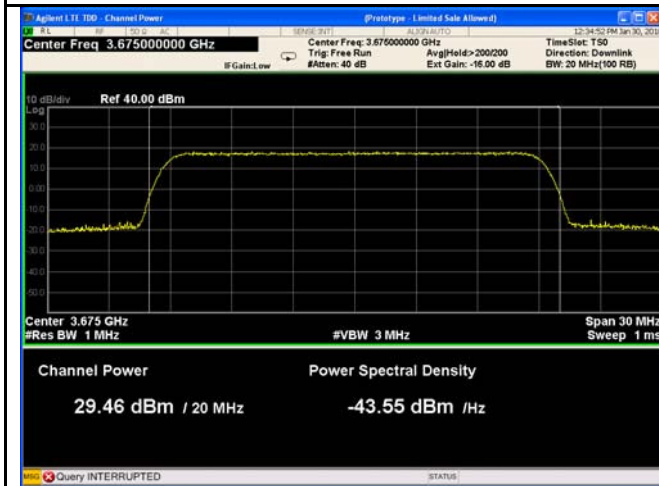 Agilent LTE TDD - Channel Power (Prototype - Limited Sale Allowed)
RL RF 50 Ω AC SENSE:INT ALIGN AUTO 12:34:52 PM Jan 30, 201
Center Freq 3.675000000 GHz Center Freq: 3.675000000 GHz TimeSlot: TS0
Trig: Free Run Avg|Hold:>200/200 Direction: Downlink
IFGain:Low #Atten: 40 dB Ext Gain: -16.00 dB BW: 20 MHz(100 RB)
10 dB/div Ref 40.00 dBm
Log
30.0
20.0
10.0
0.00
-10.0
-20.0
-30.0
-40.0
-50.0
Center 3.675 GHz Span 30 MHz
#Res BW 1 MHz #VBW 3 MHz Sweep 1 ms
Channel Power Power Spectral Density
29.46 dBm / 20 MHz -43.55 dBm /Hz
MSG Query INTERRUPTED STATUS